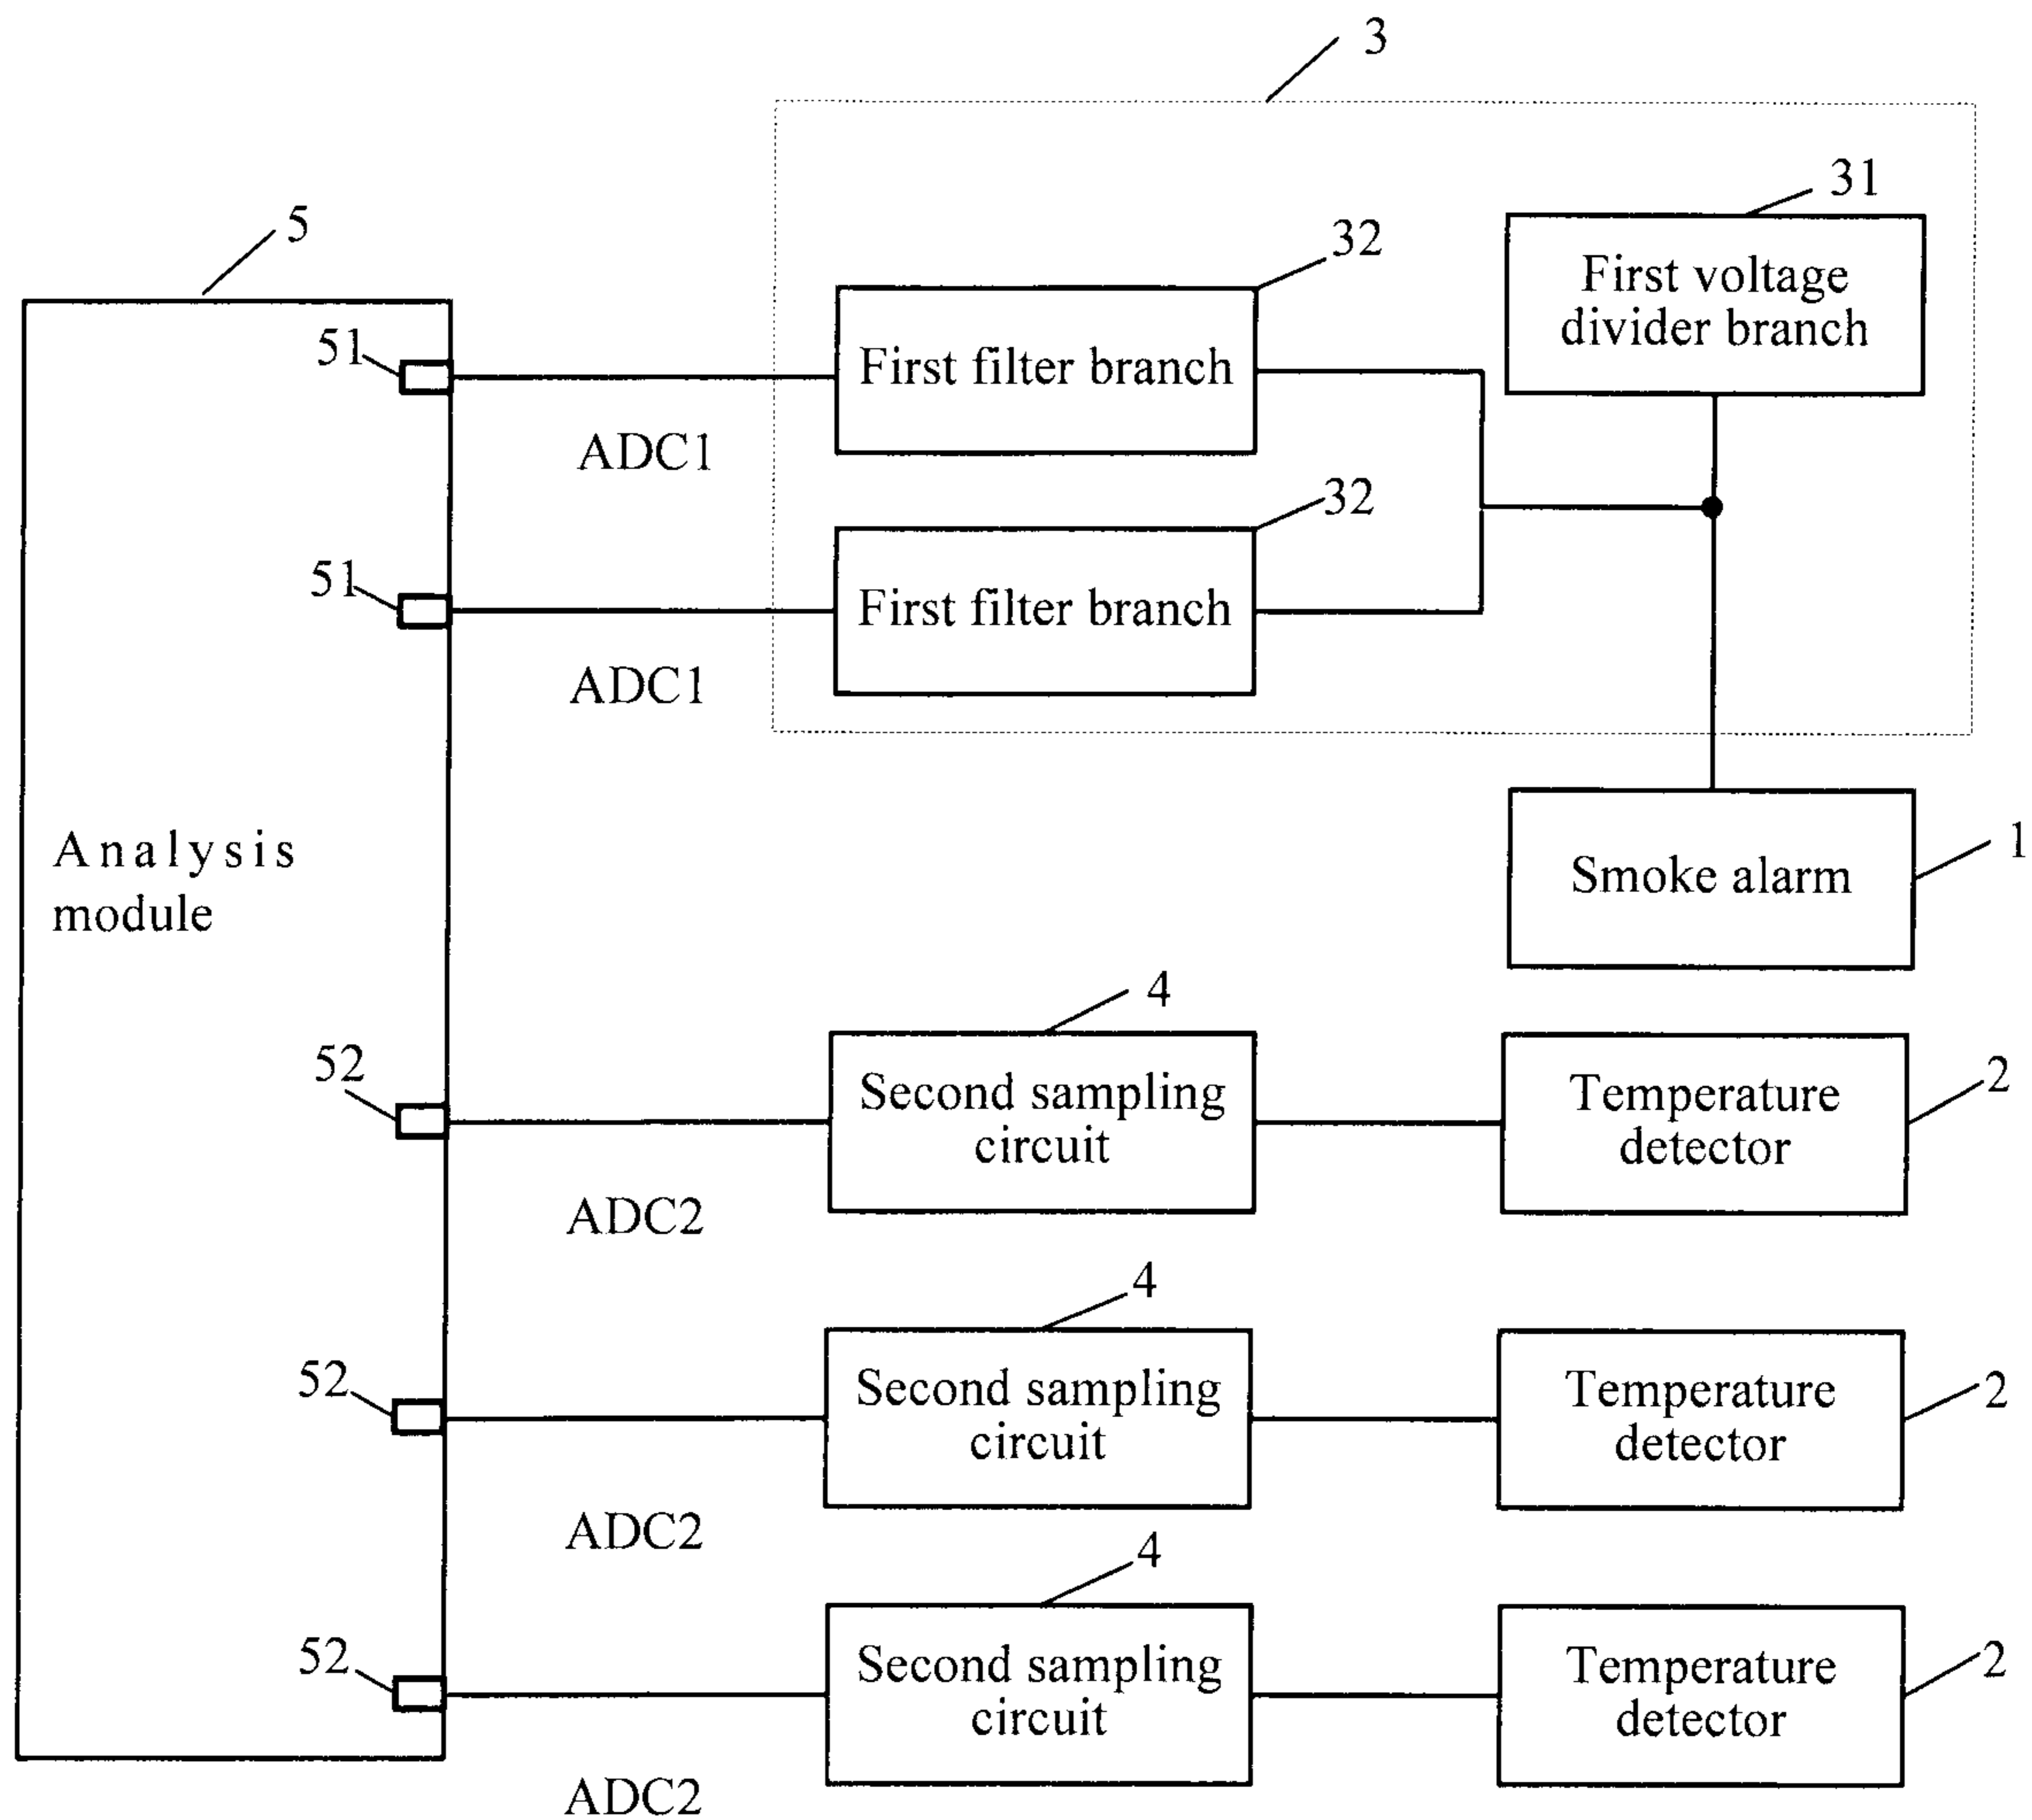 3
31
5
32
First voltage
divider branch
51
First filter branch
ADC1
32
51
First filter branch
ADC1
Analysis
module
1
Smoke alarm
4
52
Second sampling
circuit
Temperature
detector
2
ADC2
4
52
Second sampling
circuit
Temperature
detector
2
ADC2
4
52
Second sampling
circuit
Temperature
detector
2
ADC2